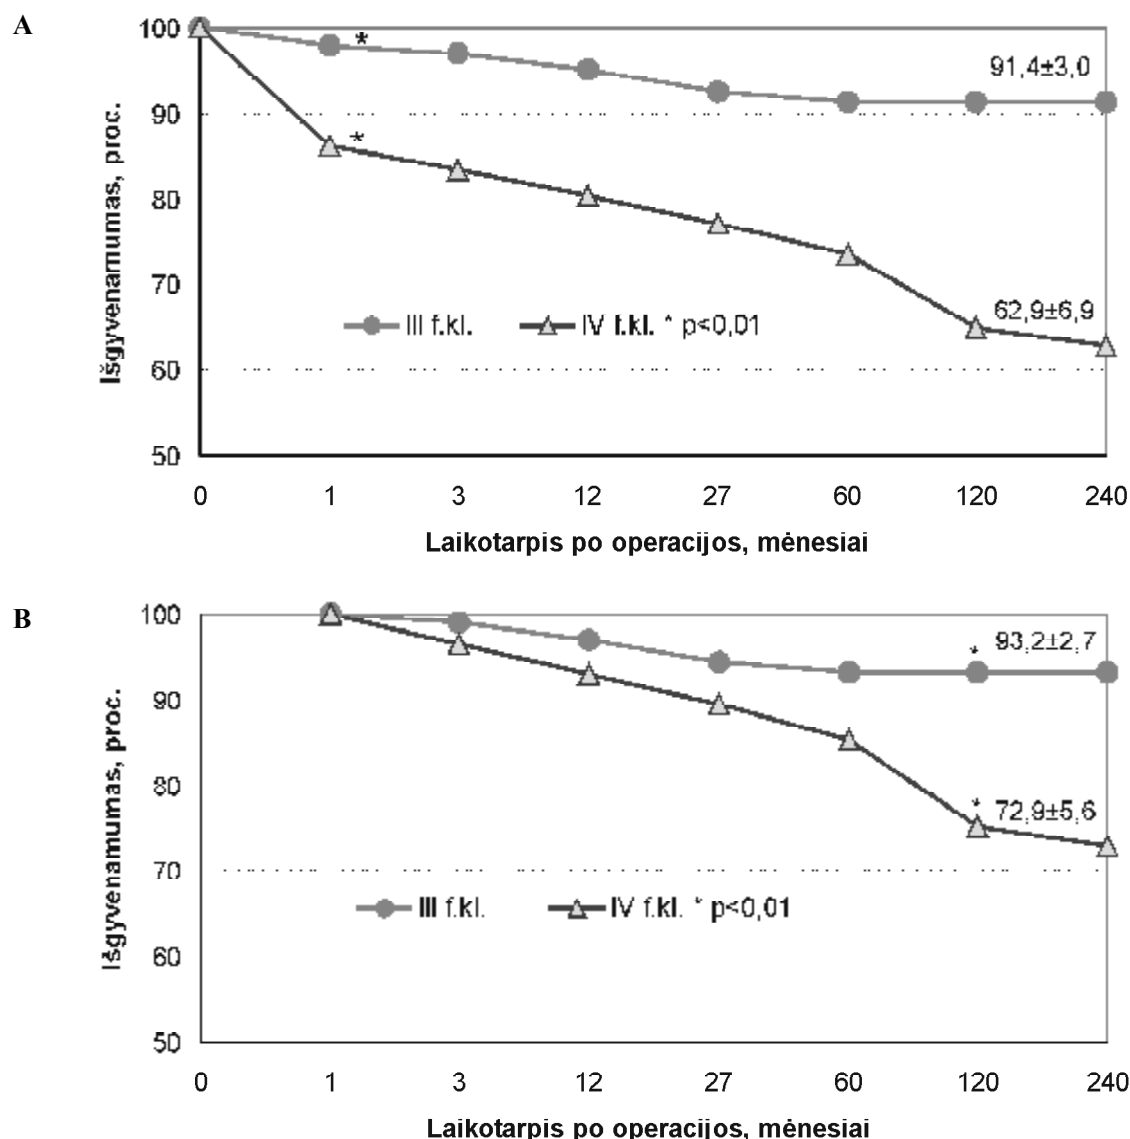 A
Išgyvenamumas, proc.
100
90
80
70
60
50
*
*
91,4±3,0
62,9±6,9
III f.kl.
IV f.kl. * p<0,01
0 1 3 12 27 60 120 240
Laikotarpis po operacijos, mėnesiai
B
Išgyvenamumas, proc.
100
90
80
70
60
50
* 93,2±2,7
* 72,9±5,6
III f.kl.
IV f.kl. * p<0,01
0 1 3 12 27 60 120 240
Laikotarpis po operacijos, mėnesiai